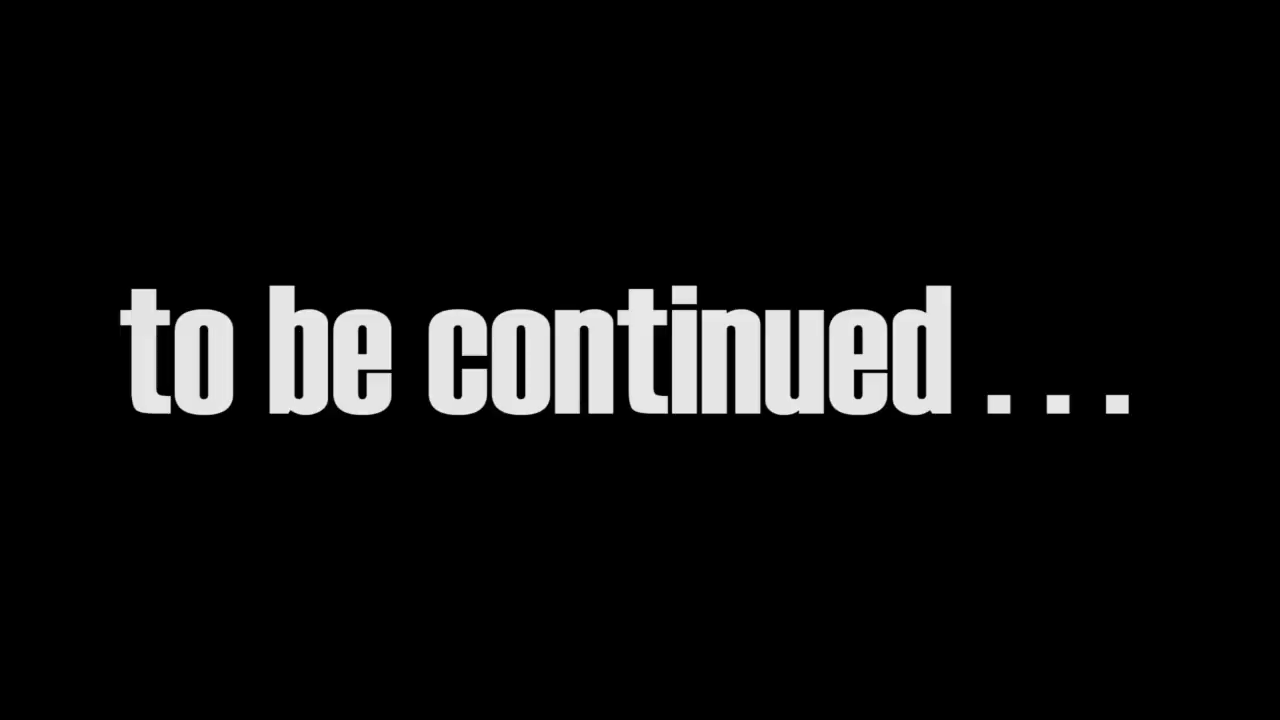 to be continued . . .